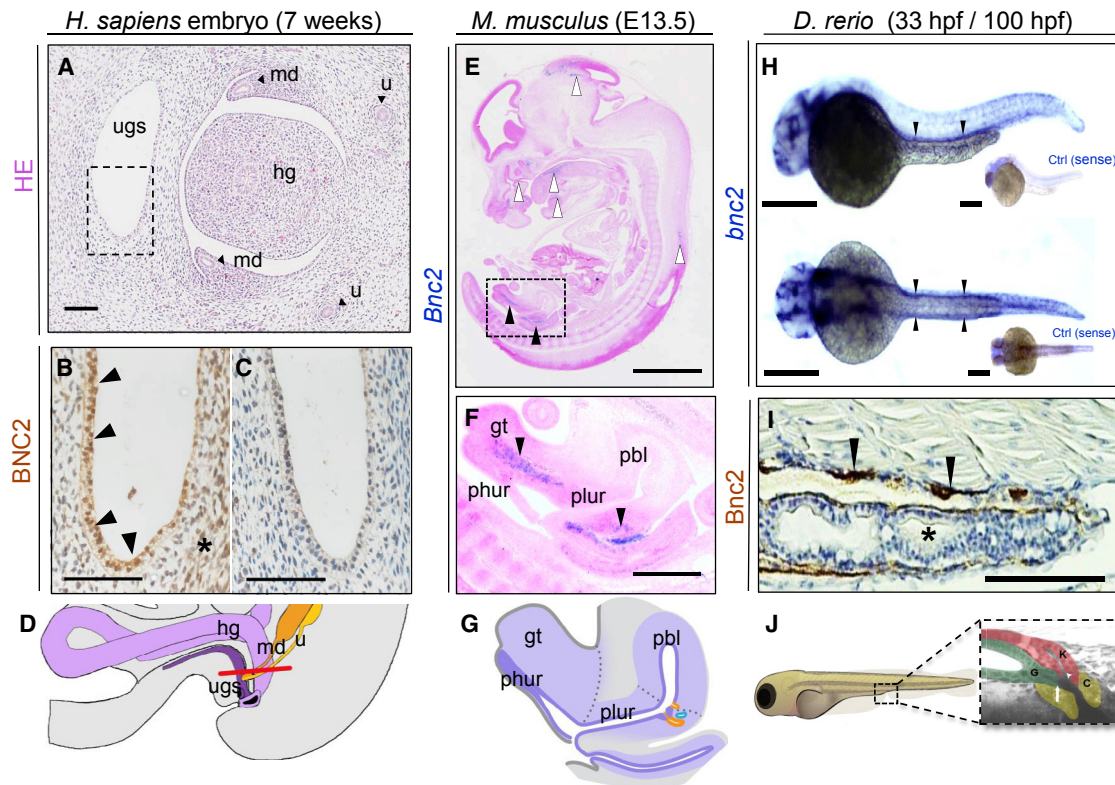 H. sapiens embryo (7 weeks)
M. musculus (E13.5)
D. rerio (33 hpf / 100 hpf)
HE
A
md
u
ugs
hg
md
u
BNC2
B
C
*
D
hg
md
u
ugs
Bnc2
E
F
gt
pbl
phur
plur
G
gt
pbl
phur
plur
bnc2
H
Ctrl (sense)
Ctrl (sense)
Bnc2
I
*
J
K
G
C